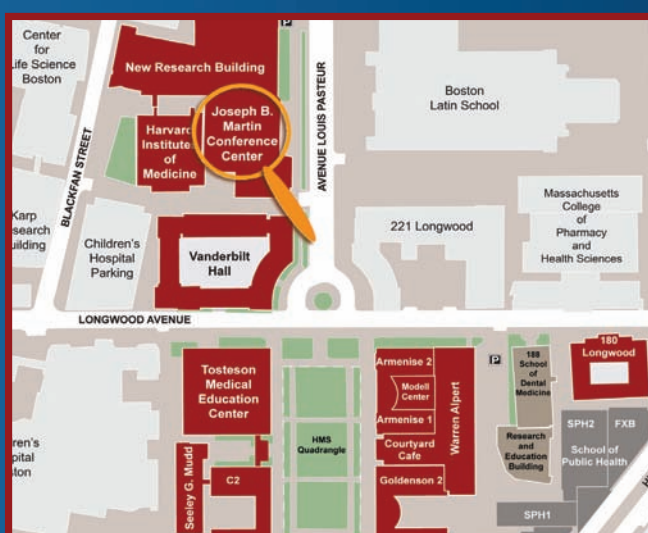 P
Center
for
Life Science
Boston
New Research Building
Boston
Latin School
Joseph B.
Martin
Conference
Center
Harvard
Institute
of
Medicine
AVENUE LOUIS PASTEUR
BLACKFAN STREET
Massachusetts
College
of
Pharmacy
and
Health Sciences
Karp
search
uilding
Children's
Hospital
Parking
Vanderbilt
Hall
221 Longwood
LONGWOOD AVENUE
Tosteson
Medical
Education
Center
Armenise 2
Modell
Center
Armenise 1
Courtyard
Cafe
Goldenson 2
Warren Alpert
P
188
School of
Dental
Medicine
Research
and
Education
Building
180
Longwood
SPH2
FXB
School of
Public Health
SPH1
HMS
Quadrangle
ren's
pital
ton
Seeley G. Mudd
C2